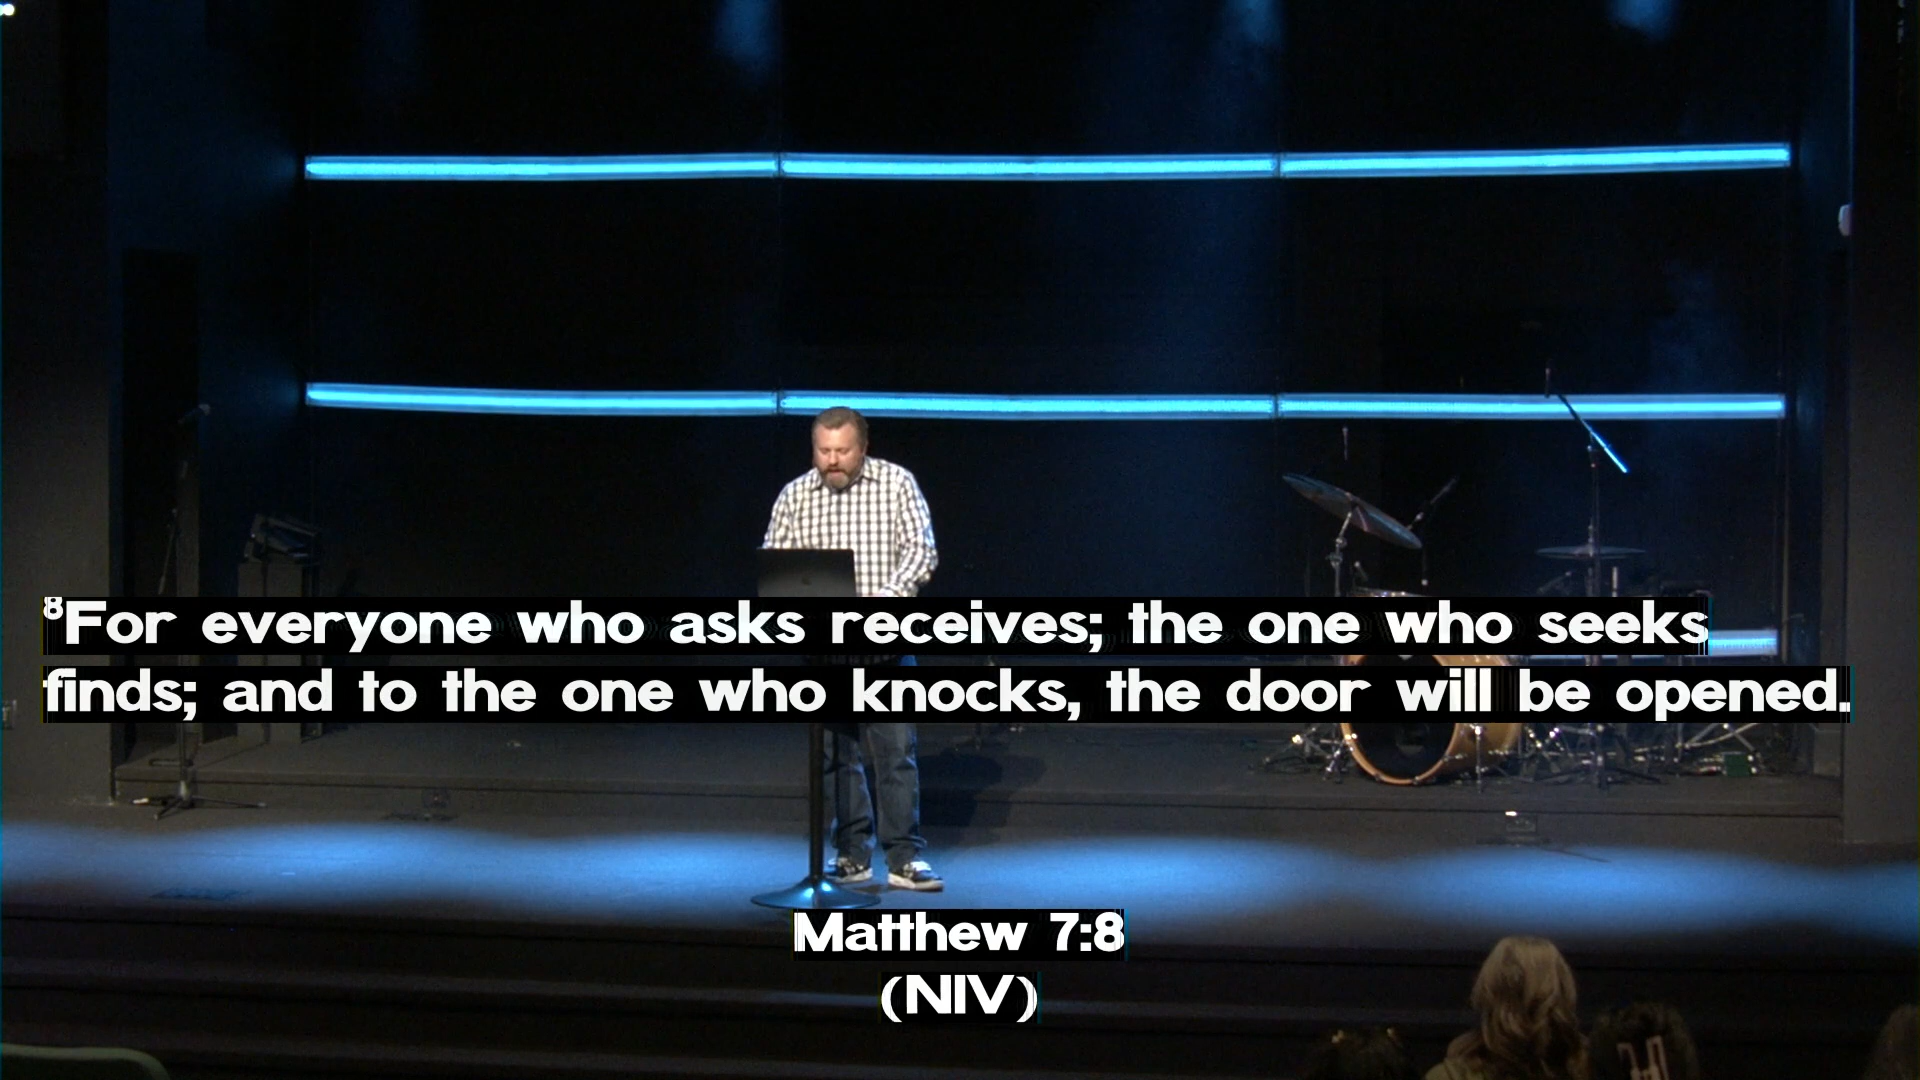 ⁸For everyone who asks receives; the one who seeks
finds; and to the one who knocks, the door will be opened.
Matthew 7:8
(NIV)